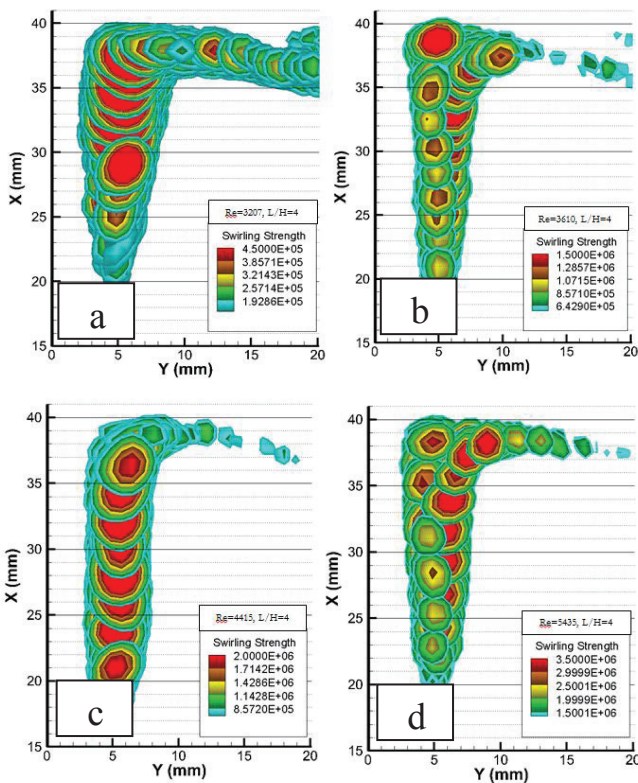 40
35
30
25
20
15
X (mm)
0 5 10 15 20
Y (mm)
Re=3207, L/H=4
Swirling Strength
4.5000E+05
3.8571E+05
3.2143E+05
2.5714E+05
1.9286E+05
a
40
35
30
25
20
15
X (mm)
0 5 10 15 20
Y (mm)
Re=3610, L/H=4
Swirling Strength
1.5000E+06
1.2857E+06
1.0715E+06
8.5710E+05
6.4290E+05
b
40
35
30
25
20
15
X (mm)
0 5 10 15 20
Y (mm)
Re=4415, L/H=4
Swirling Strength
2.0000E+06
1.7142E+06
1.4286E+06
1.1428E+06
8.5720E+05
c
40
35
30
25
20
15
X (mm)
0 5 10 15 20
Y (mm)
Re=5435, L/H=4
Swirling Strength
3.5000E+06
2.9999E+06
2.5001E+06
1.9999E+06
1.5001E+06
d